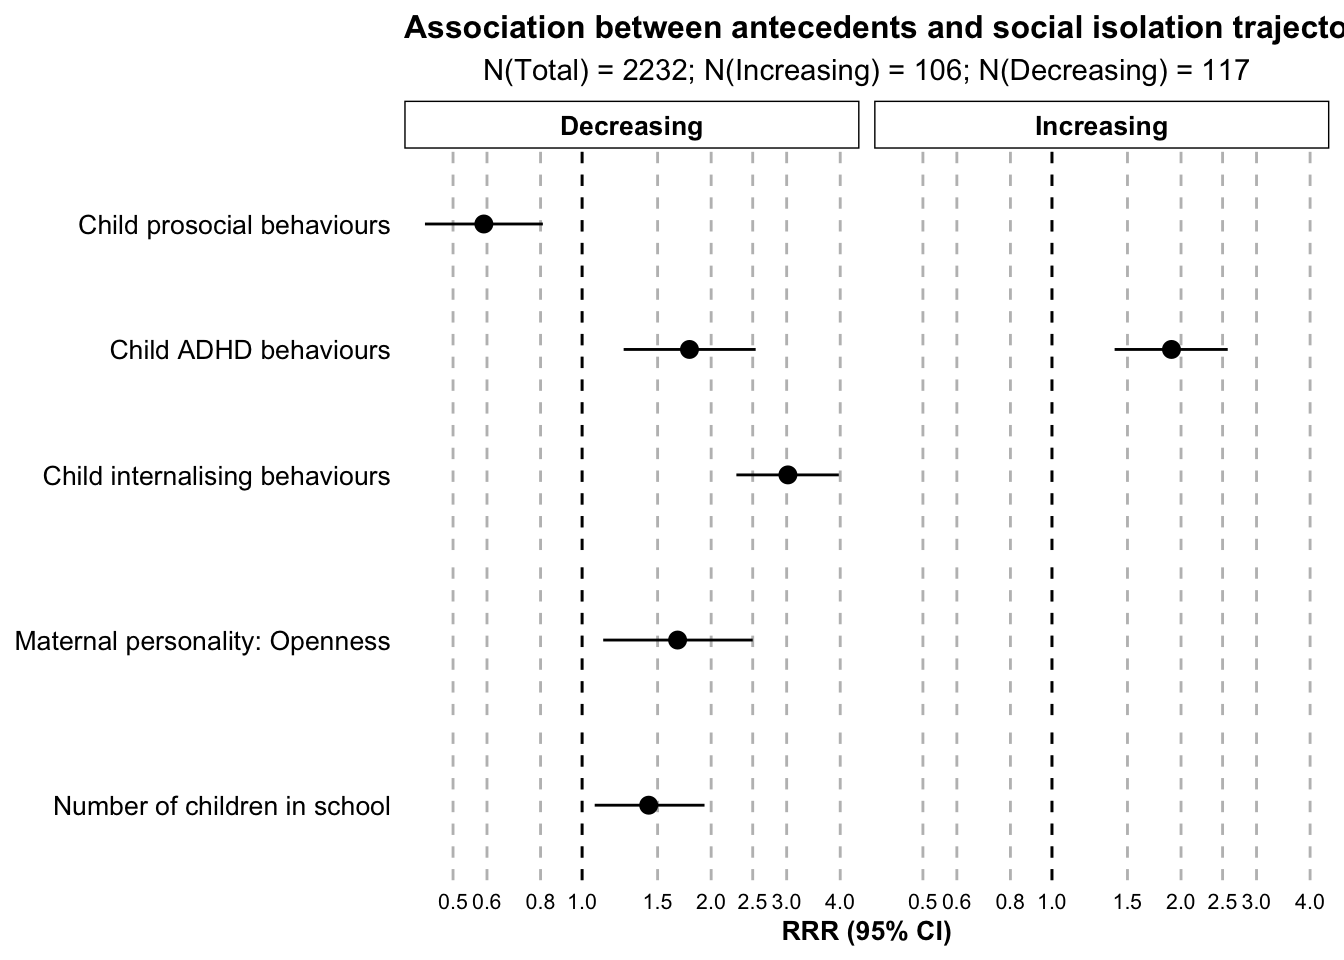 Association between antecedents and social isolation trajecto
N(Total) = 2232; N(Increasing) = 106; N(Decreasing) = 117
Decreasing Increasing
Child prosocial behaviours
Child ADHD behaviours
Child internalising behaviours
Maternal personality: Openness
Number of children in school
0.5 0.6 0.8 1.0 1.5 2.0 2.5 3.0 4.0 0.5 0.6 0.8 1.0 1.5 2.0 2.5 3.0 4.0
RRR (95% CI)